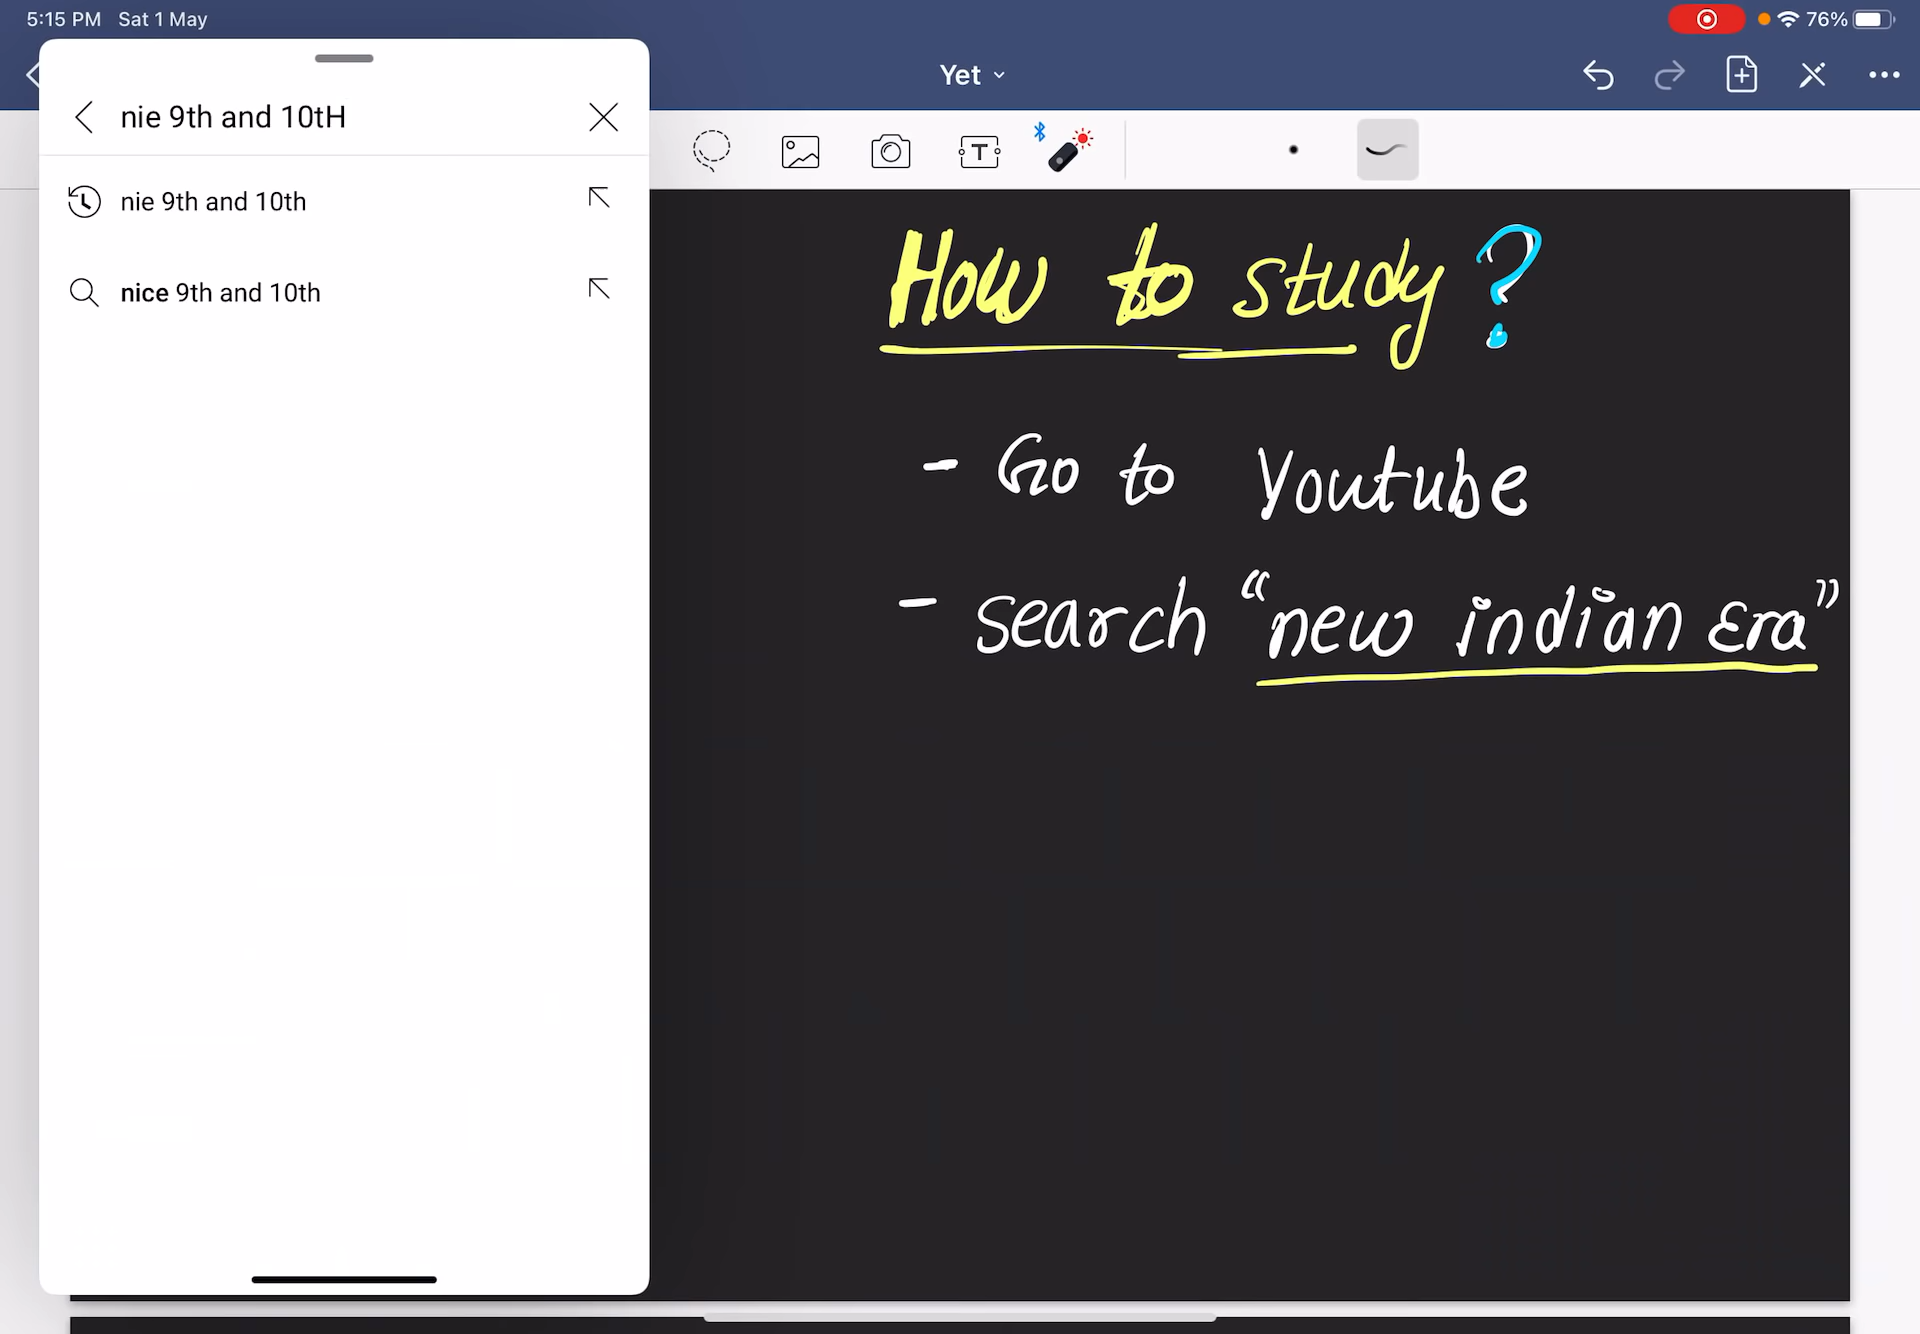 5:15 PM Sat 1 May
76%
Yet
nie 9th and 10tH
nie 9th and 10th
nice 9th and 10th
T
How to study ?
- Go to Youtube
- search "new indian Era"